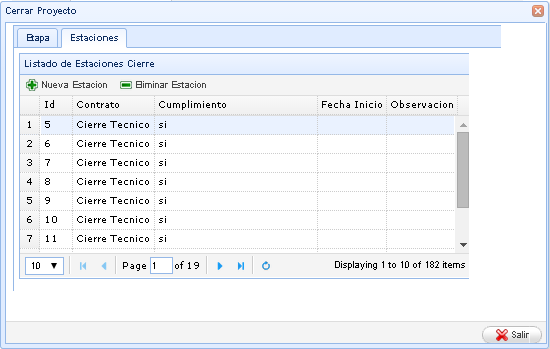 Cerrar Proyecto
Etapa Estaciones
Listado de Estaciones Cierre
Nueva Estacion Eliminar Estacion
Id Contrato Cumplimiento Fecha Inicio Observacion
1 5 Cierre Tecnico si
2 6 Cierre Tecnico si
3 7 Cierre Tecnico si
4 8 Cierre Tecnico si
5 9 Cierre Tecnico si
6 10 Cierre Tecnico si
7 11 Cierre Tecnico si
10 Page 1 of 19 Displaying 1 to 10 of 182 items
Salir